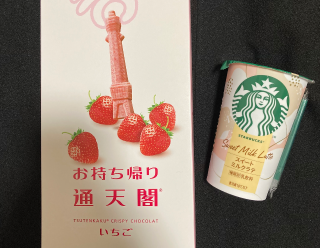 お持ち帰り
通天閣®
TSUTENKAKU® CRISPY CHOCOLAT
いちご
STARBUCKS®
Sweet Milk Latte
スイート
ミルクラテ